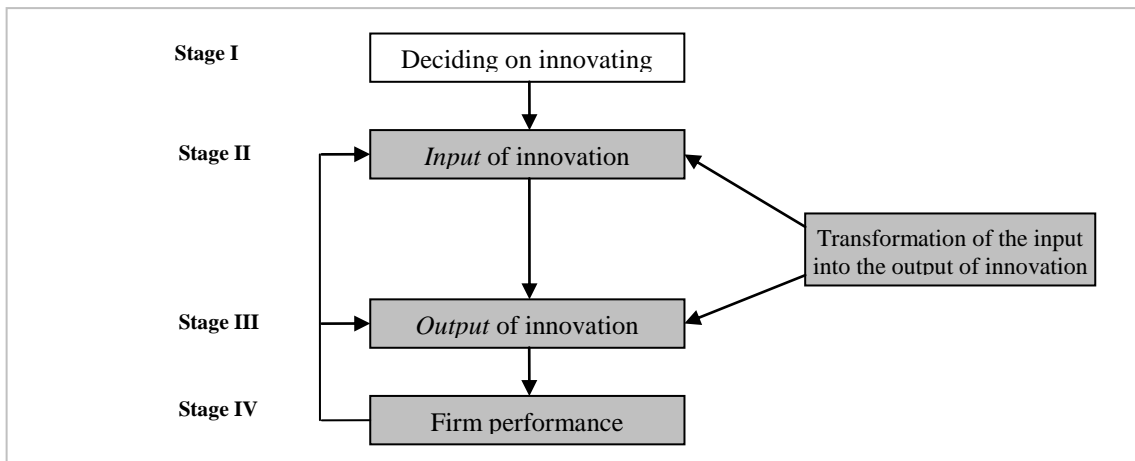 Stage I
Deciding on innovating
Stage II
Input of innovation
Transformation of the input
into the output of innovation
Stage III
Output of innovation
Stage IV
Firm performance